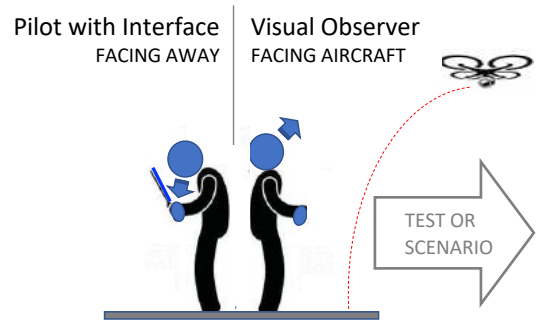 Pilot with Interface
FACING AWAY
Visual Observer
FACING AIRCRAFT
TEST OR
SCENARIO